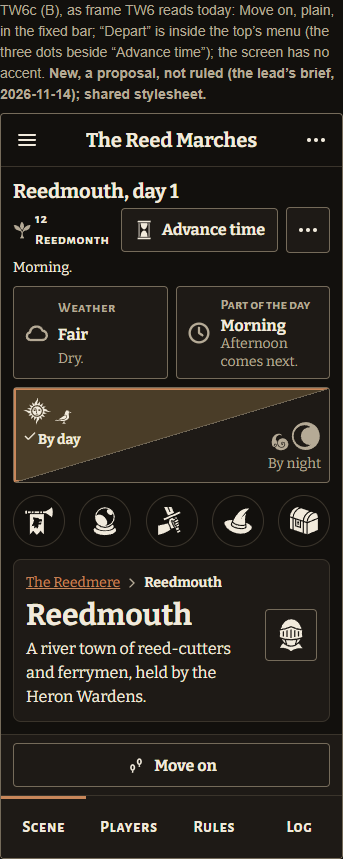 TW6c (B), as frame TW6 reads today: Move on, plain,
in the fixed bar; “Depart” is inside the top’s menu (the
three dots beside “Advance time”); the screen has no
accent. New, a proposal, not ruled (the lead’s brief,
2026-11-14); shared stylesheet.
The Reed Marches
Reedmouth, day 1
12
Reedmonth
Advance time
Morning.
Weather
Fair
Dry.
Part of the day
Morning
Afternoon
comes next.
By day
By night
The Reedmere > Reedmouth
Reedmouth
A river town of reed-cutters
and ferrymen, held by the
Heron Wardens.
Move on
Scene
Players
Rules
Log